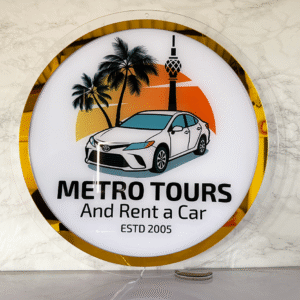 METRO TOURS
And Rent a Car
ESTD 2005